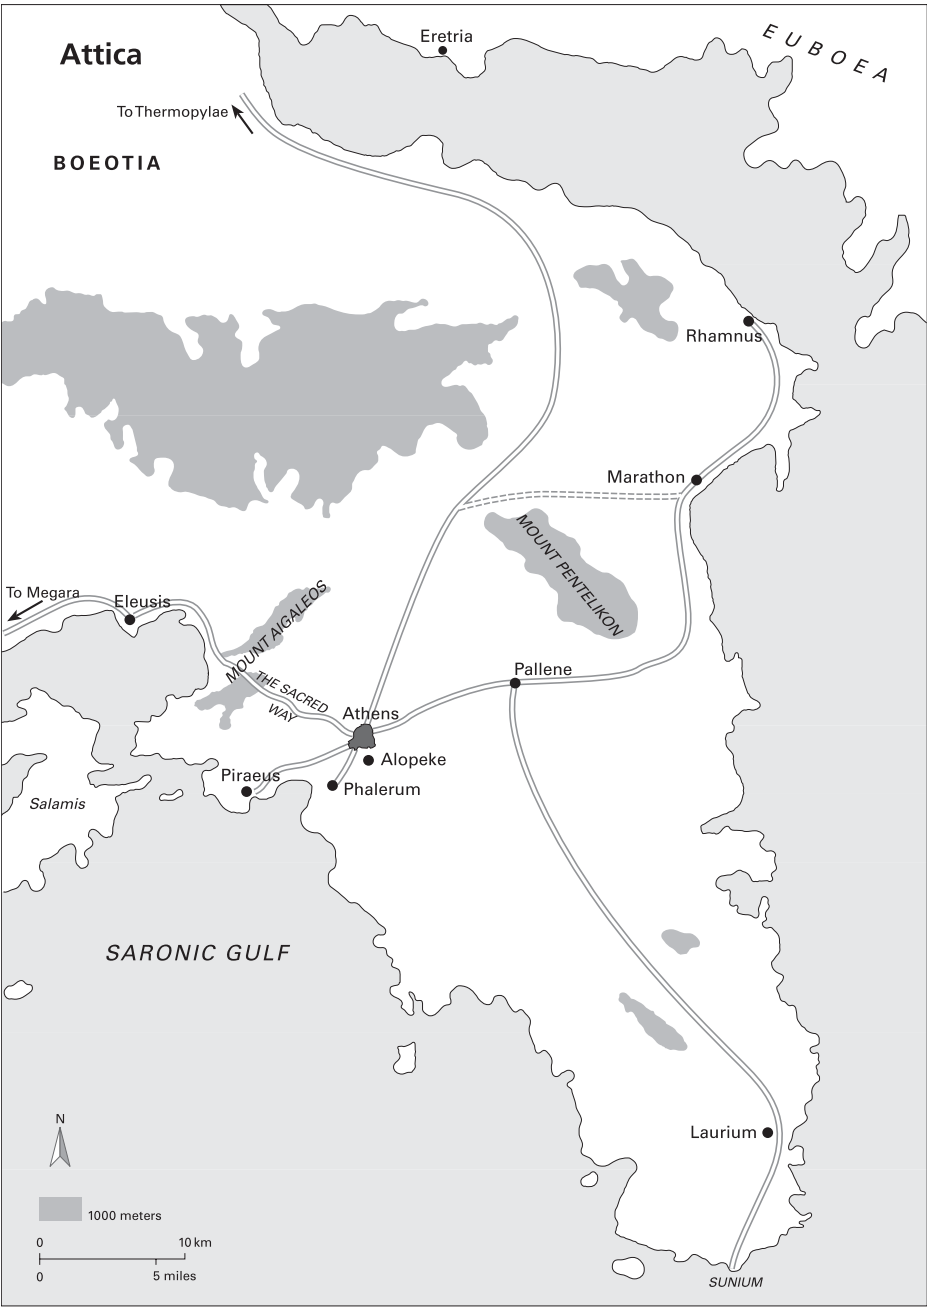 Eretria
EUBOEA
Attica
To Thermopylae
BOEOTIA
Rhamnus
Marathon
MOUNT PENTELIKON
To Megara
Eleusis
MOUNT AIGALEOS
THE SACRED
WAY
Pallene
Athens
Alopeke
Piraeus
Phalerum
Salamis
SARONIC GULF
Laurium
N
1000 meters
0 10 km
0 5 miles
SUNIUM